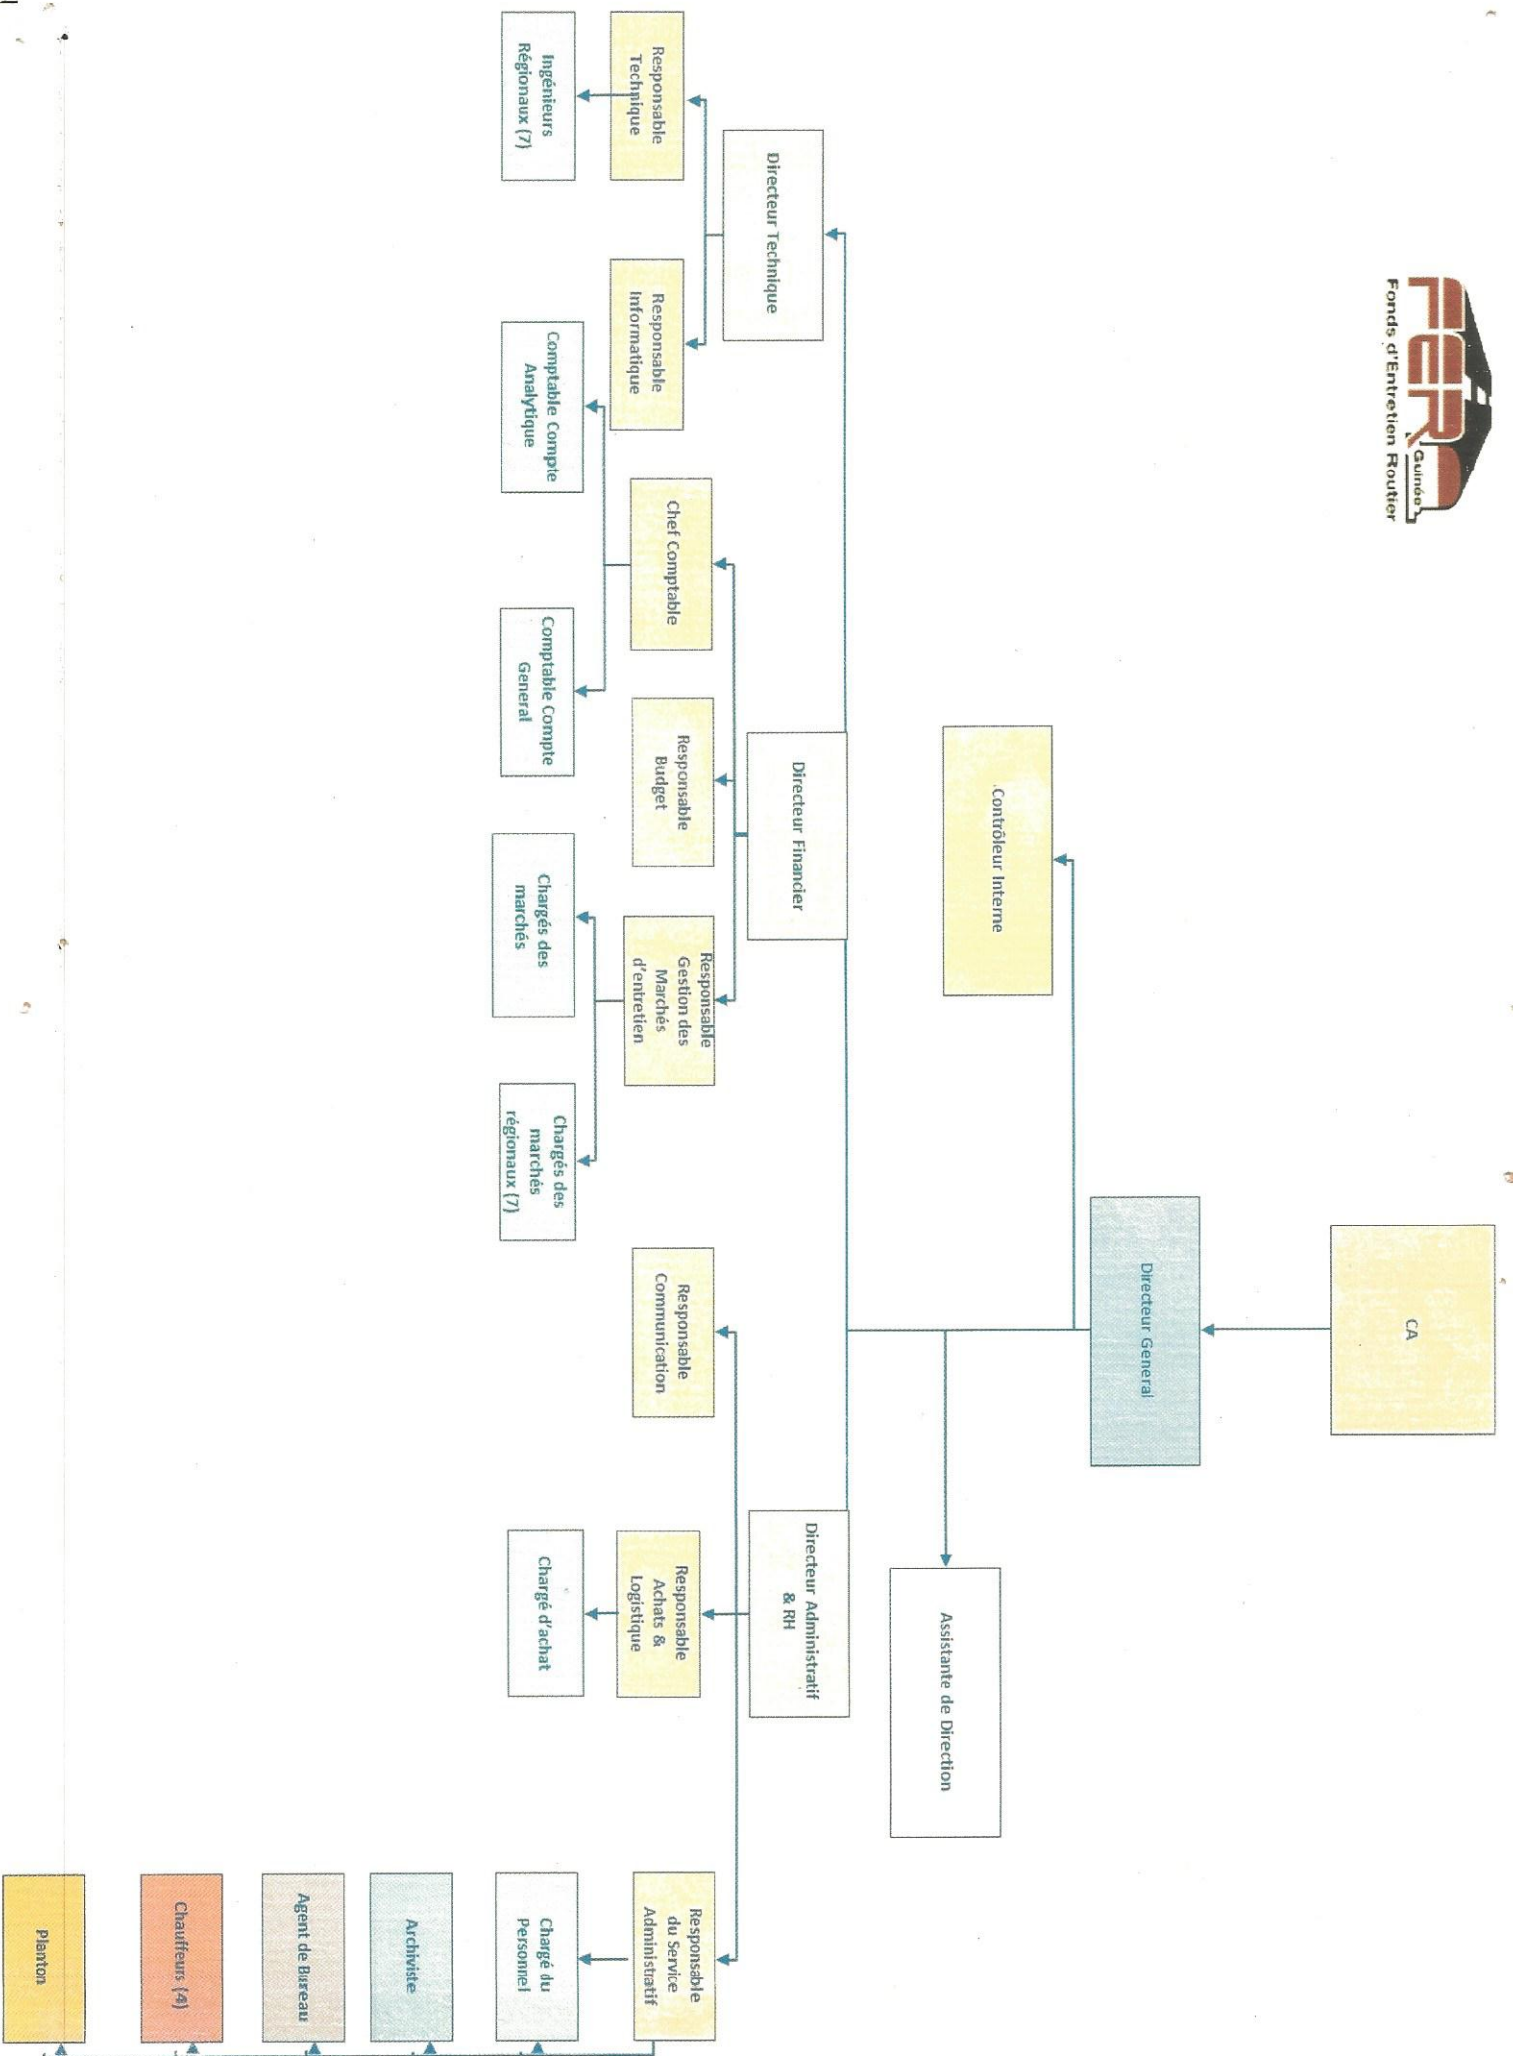 FER
Guinée
Fonds d'Entretien Routier
CA
Directeur General
.Contrôleur Interne
Assistante de Direction
Directeur Technique
Directeur Financier
Directeur Administratif
& RH
Responsable
Technique
Responsable
Informatique
Chef Comptable
Responsable
Budget
Responsable
Gestion des
Marchés
d'entretien
Responsable
Communication
Responsable
Achats &
Logistique
Responsable
du Service
Administratif
Ingénieurs
Régionaux (7)
Comptable Compte
Analytique
Comptable Compte
General
Chargés des
marchés
Chargés des
marchés
régionaux (7)
Chargé d'achat
Chargé du
Personnel
Archiviste
Agent de Bureau
Chauffeurs (4)
Planton